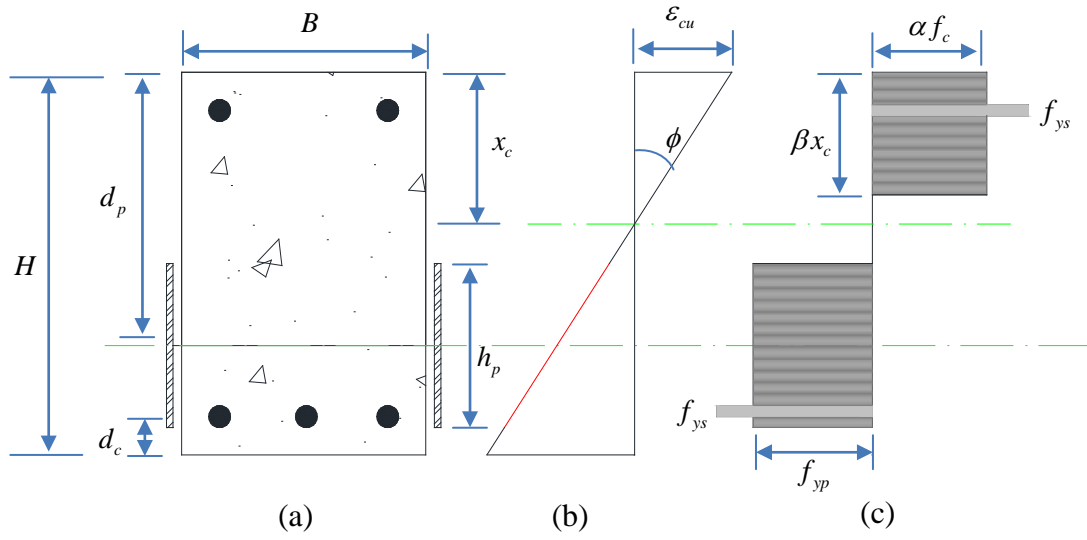 B
ε_cu
αf_c
H
d_p
x_c
ϕ
βx_c
f_ys
h_p
d_c
f_ys
f_yp
(a)
(b)
(c)